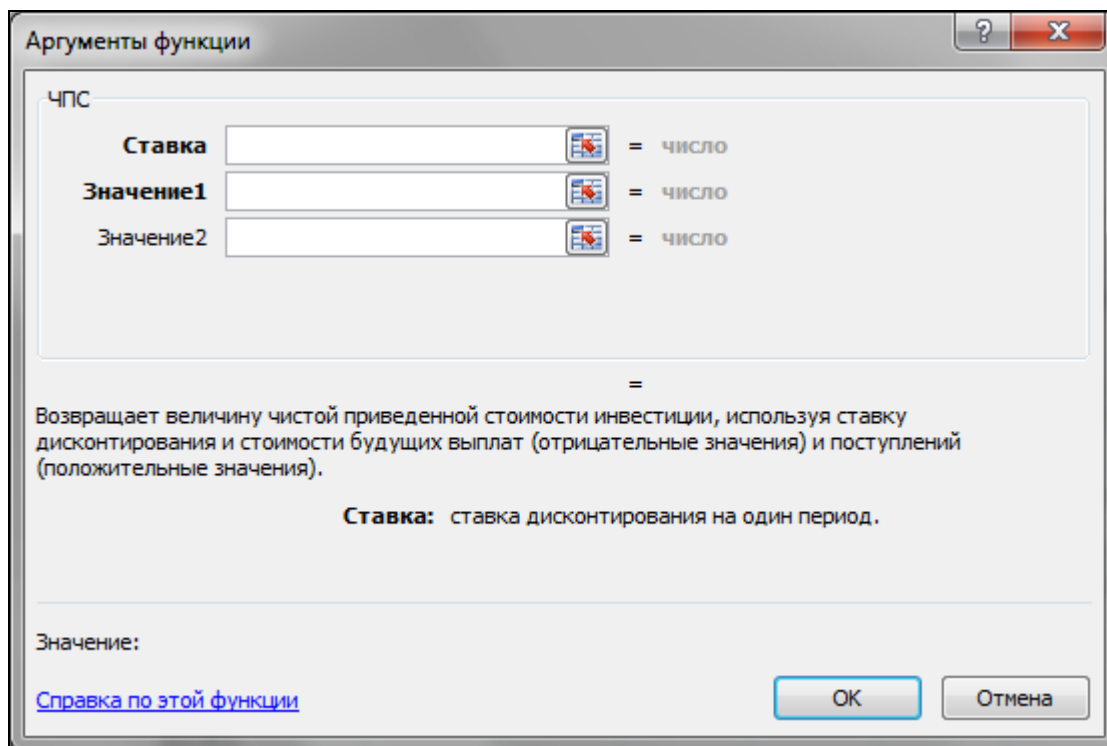 Аргументы функции
ЧПС
Ставка = число
Значение1 = число
Значение2 = число
=
Возвращает величину чистой приведенной стоимости инвестиции, используя ставку
дисконтирования и стоимости будущих выплат (отрицательные значения) и поступлений
(положительные значения).
Ставка: ставка дисконтирования на один период.
Значение:
Справка по этой функции
ОК
Отмена